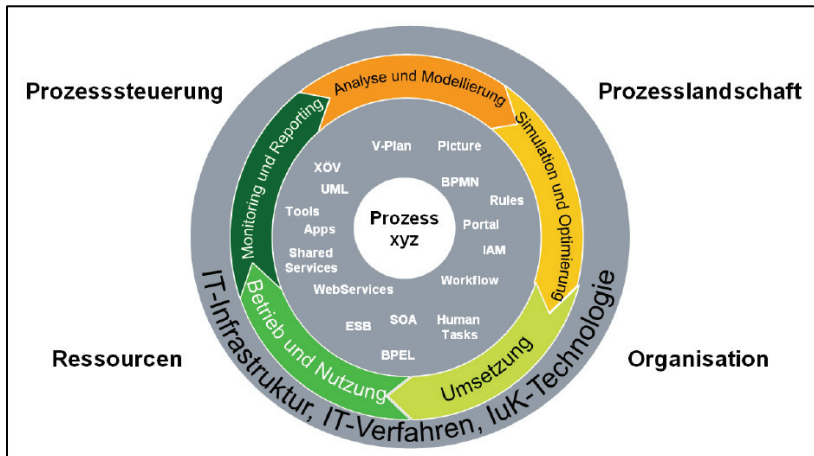 Prozesssteuerung
Prozesslandschaft
Analyse und Modellierung
Simulation und Optimierung
Umsetzung
Betrieb und Nutzung
Monitoring und Reporting
V-Plan
Picture
XÖV
BPMN
UML
Rules
Tools
Apps
Portal
Prozess
xyz
IAM
Shared
Services
WebServices
Workflow
ESB
SOA
Human
Tasks
BPEL
Ressourcen
Organisation
IT-Infrastruktur, IT-Verfahren, IuK-Technologie